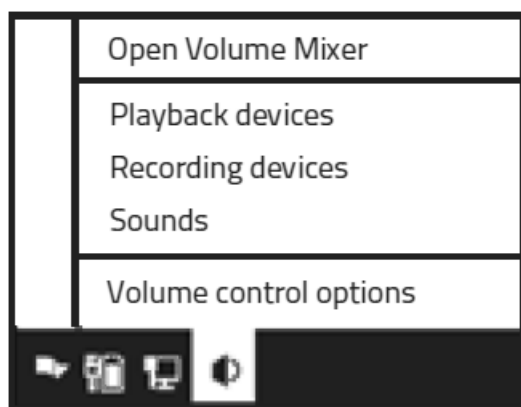 Open Volume Mixer
Playback devices
Recording devices
Sounds
Volume control options